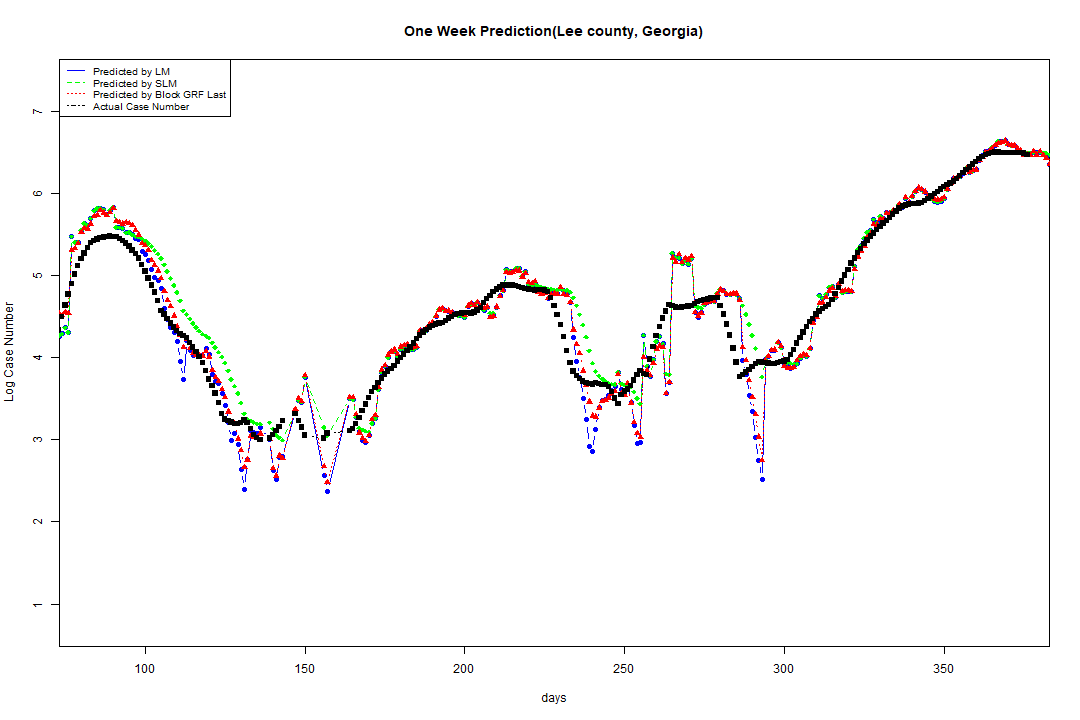 One Week Prediction(Lee county, Georgia)
Predicted by LM
Predicted by SLM
Predicted by Block GRF Last
Actual Case Number
7
6
5
4
3
2
1
Log Case Number
100 150 200 250 300 350
days